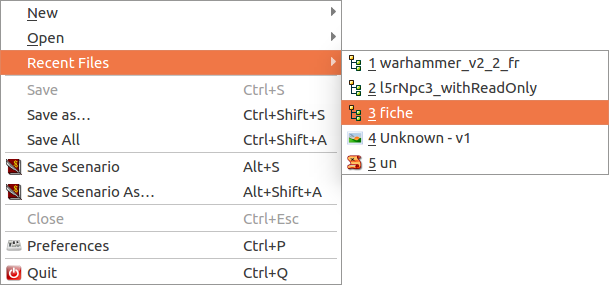 New
Open
Recent Files
Save Ctrl+S
Save as... Ctrl+Shift+S
Save All Ctrl+Shift+A
Save Scenario Alt+S
Save Scenario As... Alt+Shift+A
Close Ctrl+Esc
Preferences Ctrl+P
Quit Ctrl+Q
1 warhammer_v2_2_fr
2 l5rNpc3_withReadOnly
3 fiche
4 Unknown - v1
5 un